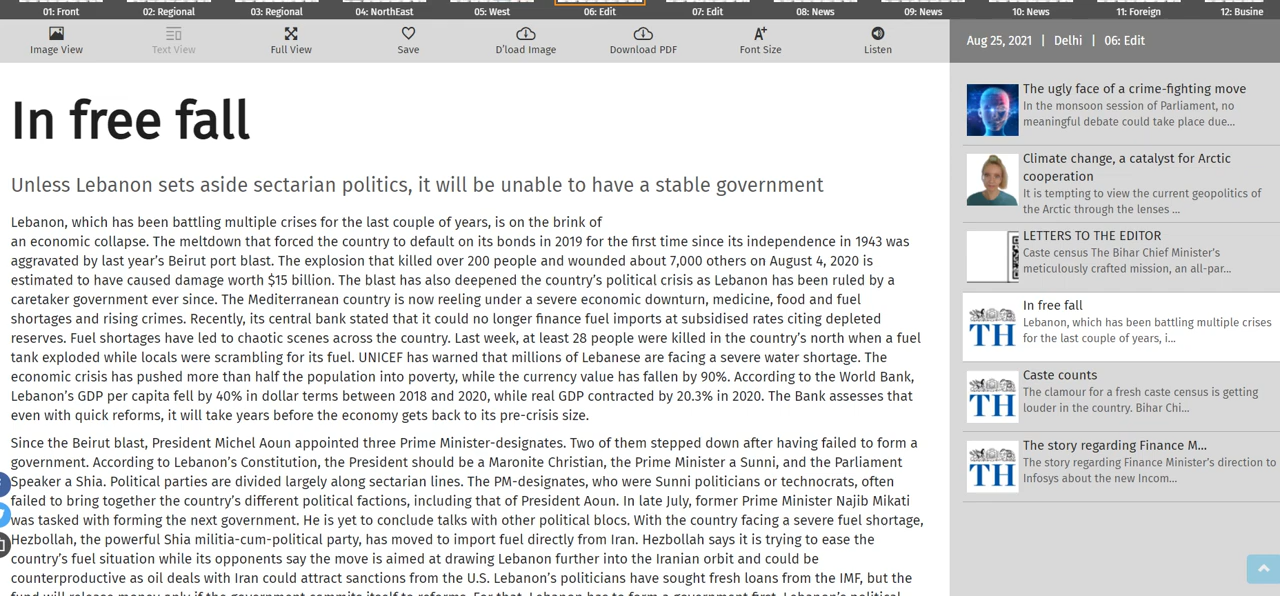 01: Front
02: Regional
03: Regional
04: NorthEast
05: West
06: Edit
07: Edit
08: News
09: News
10: News
11: Foreign
12: Busine
Image View
Text View
Full View
Save
D'load Image
Download PDF
Font Size
Listen
Aug 25, 2021 | Delhi | 06: Edit
In free fall
Unless Lebanon sets aside sectarian politics, it will be unable to have a stable government
Lebanon, which has been battling multiple crises for the last couple of years, is on the brink of
an economic collapse. The meltdown that forced the country to default on its bonds in 2019 for the first time since its independence in 1943 was
aggravated by last year's Beirut port blast. The explosion that killed over 200 people and wounded about 7,000 others on August 4, 2020 is
estimated to have caused damage worth $15 billion. The blast has also deepened the country's political crisis as Lebanon has been ruled by a
caretaker government ever since. The Mediterranean country is now reeling under a severe economic downturn, medicine, food and fuel
shortages and rising crimes. Recently, its central bank stated that it could no longer finance fuel imports at subsidised rates citing depleted
reserves. Fuel shortages have led to chaotic scenes across the country. Last week, at least 28 people were killed in the country's north when a fuel
tank exploded while locals were scrambling for its fuel. UNICEF has warned that millions of Lebanese are facing a severe water shortage. The
economic crisis has pushed more than half the population into poverty, while the currency value has fallen by 90%. According to the World Bank,
Lebanon's GDP per capita fell by 40% in dollar terms between 2018 and 2020, while real GDP contracted by 20.3% in 2020. The Bank assesses that
even with quick reforms, it will take years before the economy gets back to its pre-crisis size.
Since the Beirut blast, President Michel Aoun appointed three Prime Minister-designates. Two of them stepped down after having failed to form a
government. According to Lebanon's Constitution, the President should be a Maronite Christian, the Prime Minister a Sunni, and the Parliament
Speaker a Shia. Political parties are divided largely along sectarian lines. The PM-designates, who were Sunni politicians or technocrats, often
failed to bring together the country's different political factions, including that of President Aoun. In late July, former Prime Minister Najib Mikati
was tasked with forming the next government. He is yet to conclude talks with other political blocs. With the country facing a severe fuel shortage,
Hezbollah, the powerful Shia militia-cum-political party, has moved to import fuel directly from Iran. Hezbollah says it is trying to ease the
country's fuel situation while its opponents say the move is aimed at drawing Lebanon further into the Iranian orbit and could be
counterproductive as oil deals with Iran could attract sanctions from the U.S. Lebanon's politicians have sought fresh loans from the IMF, but the
fund will release money only if the government commits itself to reforms. For that, Lebanon has to form a government first. Lebanon's political
The ugly face of a crime-fighting move
In the monsoon session of Parliament, no
meaningful debate could take place due...
Climate change, a catalyst for Arctic
cooperation
It is tempting to view the current geopolitics of
the Arctic through the lenses ...
LETTERS TO THE EDITOR
Caste census The Bihar Chief Minister's
meticulously crafted mission, an all-par...
TH
In free fall
Lebanon, which has been battling multiple crises
for the last couple of years, i...
TH
Caste counts
The clamour for a fresh caste census is getting
louder in the country. Bihar Chi...
TH
The story regarding Finance M...
The story regarding Finance Minister's direction to
Infosys about the new Incom...